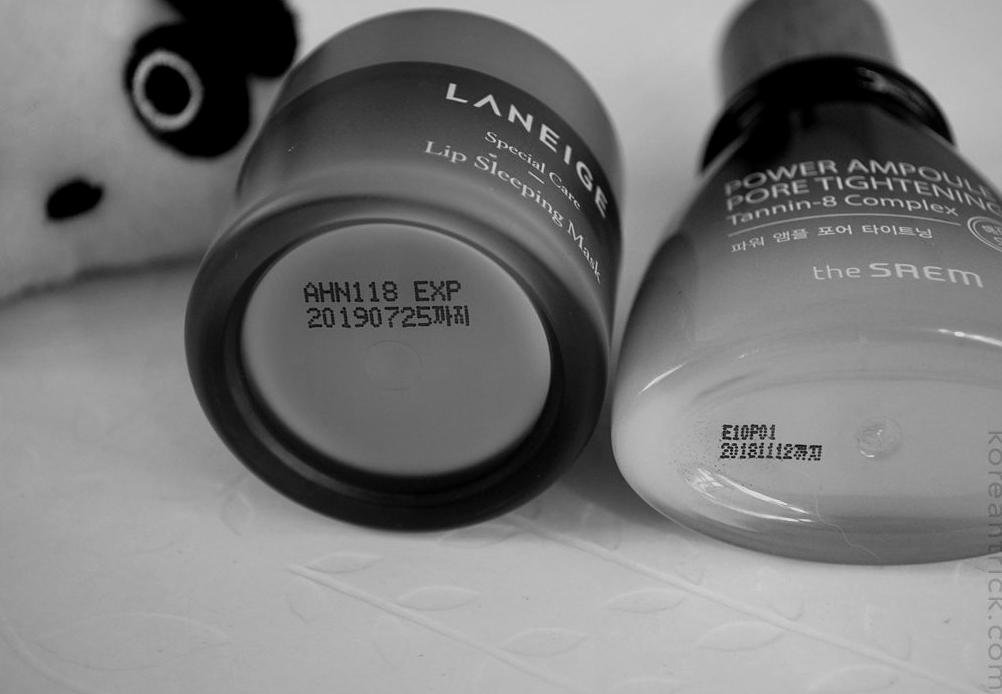 LANEIGE
Special Care
Lip Sleeping Mask
AHN118 EXP
20190725까지
POWER AMPOULE
PORE TIGHTENING
Tannin-8 Complex
파워 앰플 포어 타이트닝
the SAEM
E10P01
20181112까지
koreamtrick.com